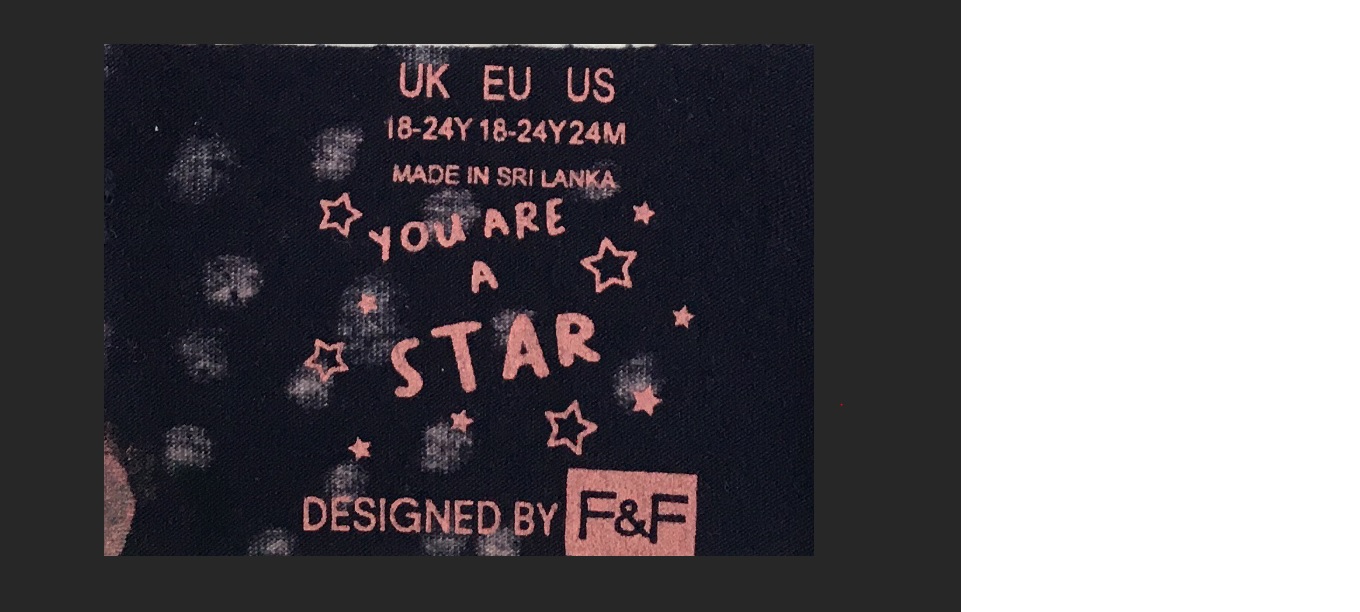 UK EU US
18-24Y 18-24Y 24M
MADE IN SRI LANKA
YOU ARE
A
STAR
DESIGNED BY F&F